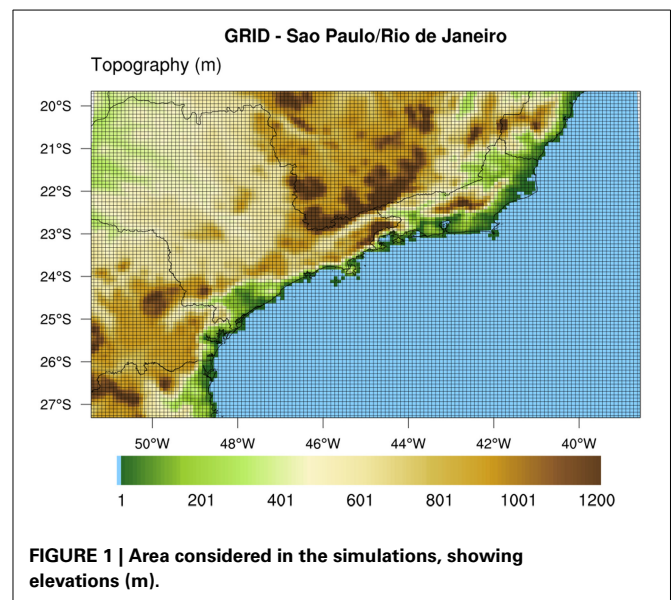 GRID - Sao Paulo/Rio de Janeiro
Topography (m)
20°S
21°S
22°S
23°S
24°S
25°S
26°S
27°S
50°W 48°W 46°W 44°W 42°W 40°W
1 201 401 601 801 1001 1200
FIGURE 1 | Area considered in the simulations, showing
elevations (m).